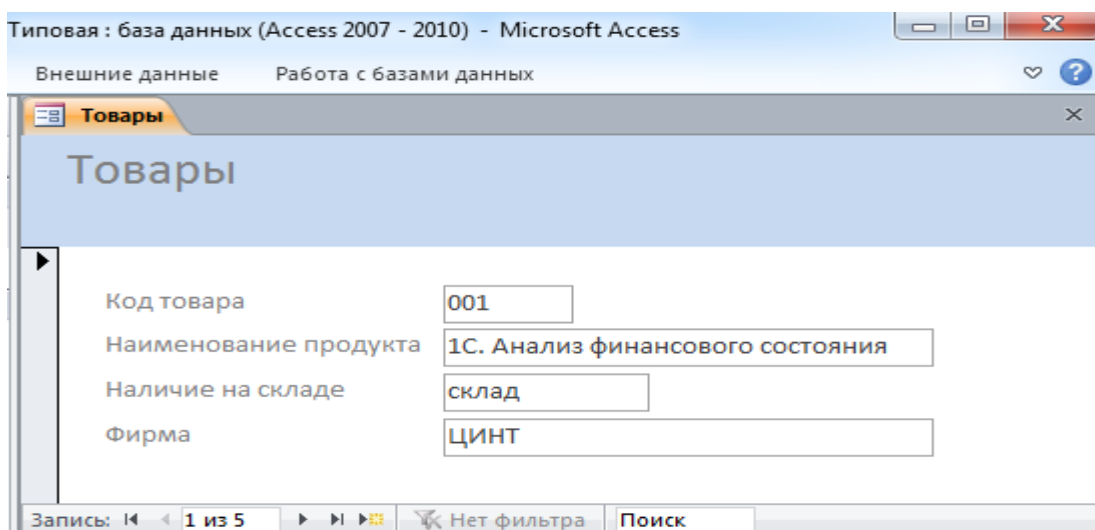 Типовая : база данных (Access 2007 - 2010) - Microsoft Access
Внешние данные Работа с базами данных
Товары
Товары
Код товара 001
Наименование продукта 1С. Анализ финансового состояния
Наличие на складе склад
Фирма ЦИНТ
Запись: 1 из 5 Нет фильтра Поиск